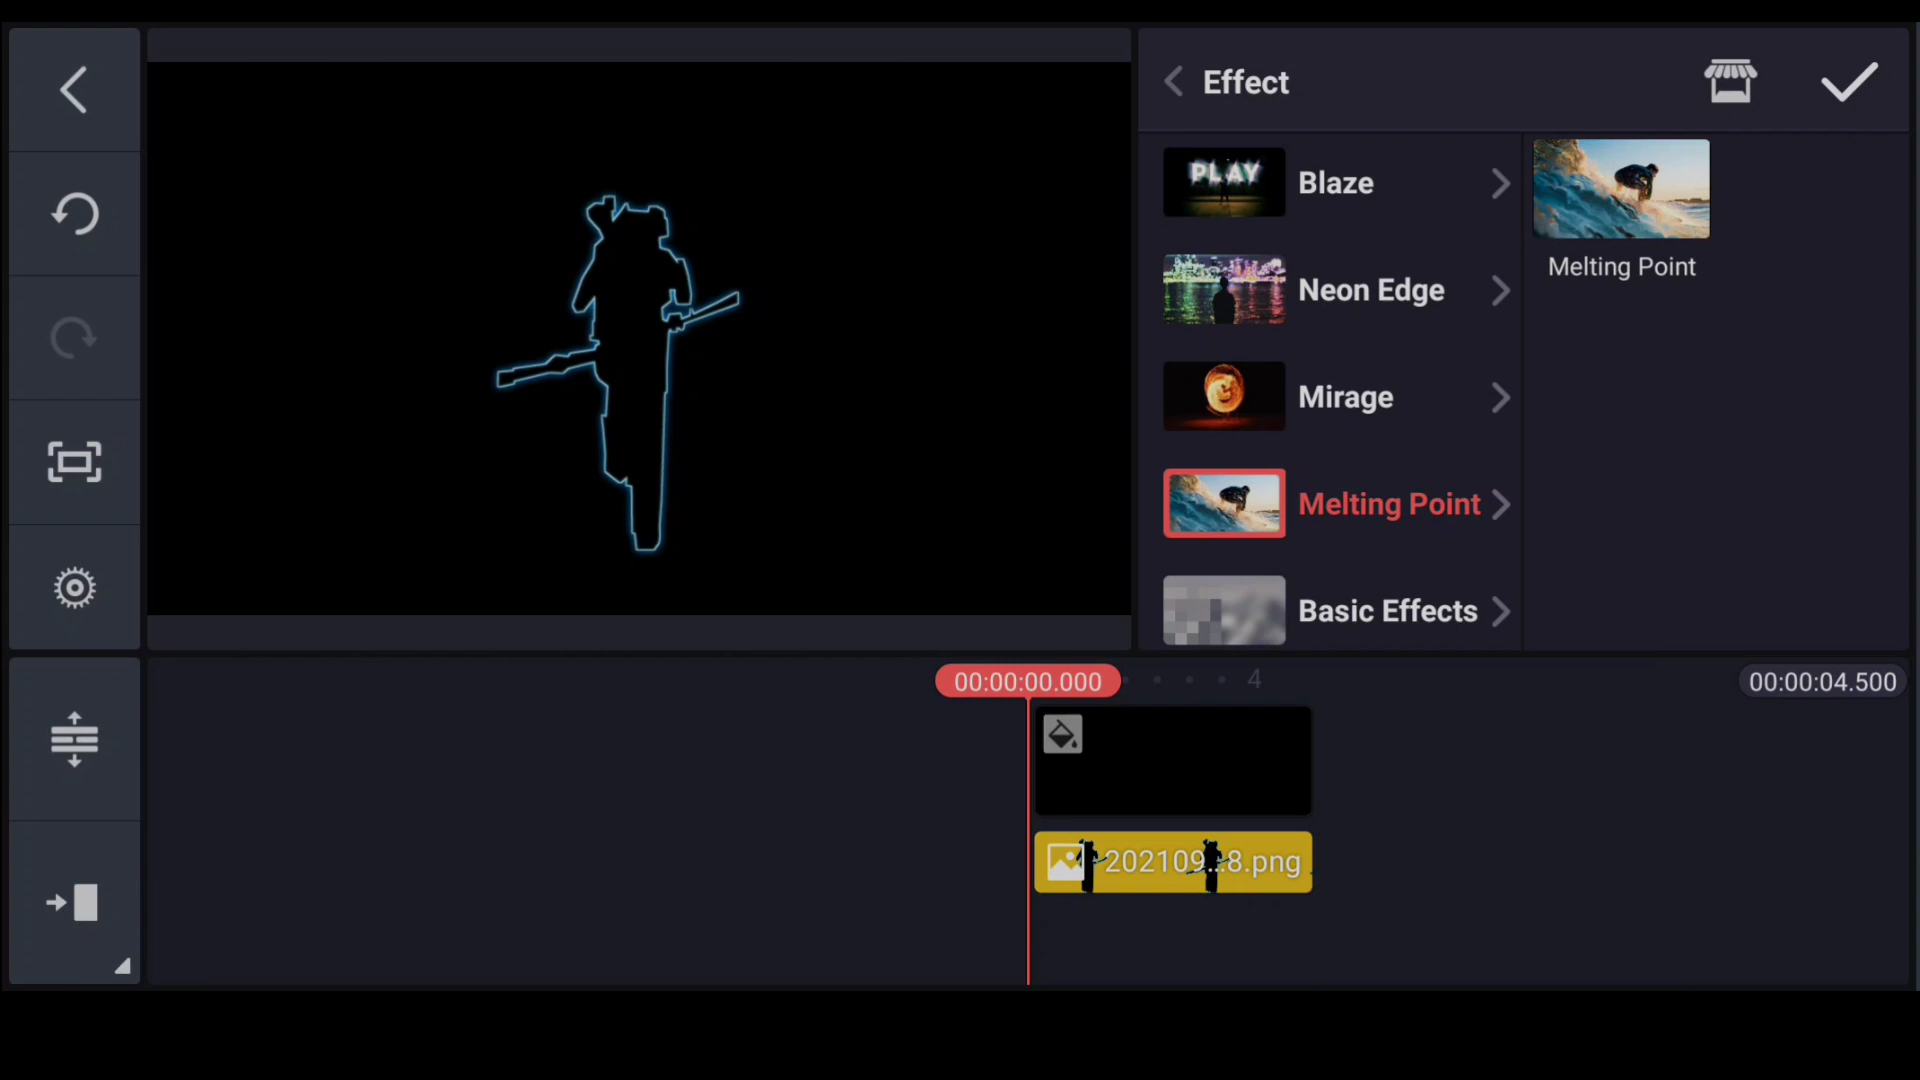 Effect
PLAY
Blaze
Neon Edge
Mirage
Melting Point
Basic Effects
Melting Point
00:00:00.000
4
00:00:04.500
202109...8.png